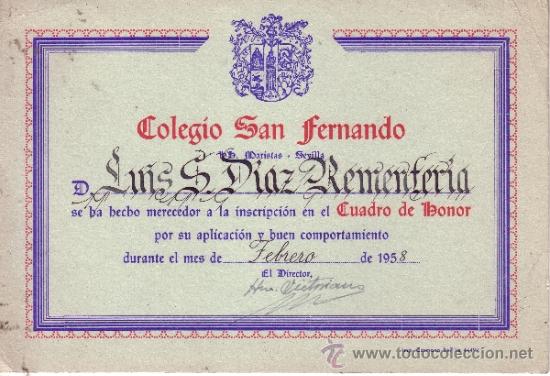 Colegio San Fernando
HH. Maristas - Sevilla
D. Luis S. Díaz Rementería
se ha hecho merecedor a la inscripción en el Cuadro de Honor
por su aplicación y buen comportamiento
durante el mes de Febrero de 1958
El Director,
todocoleccion.net